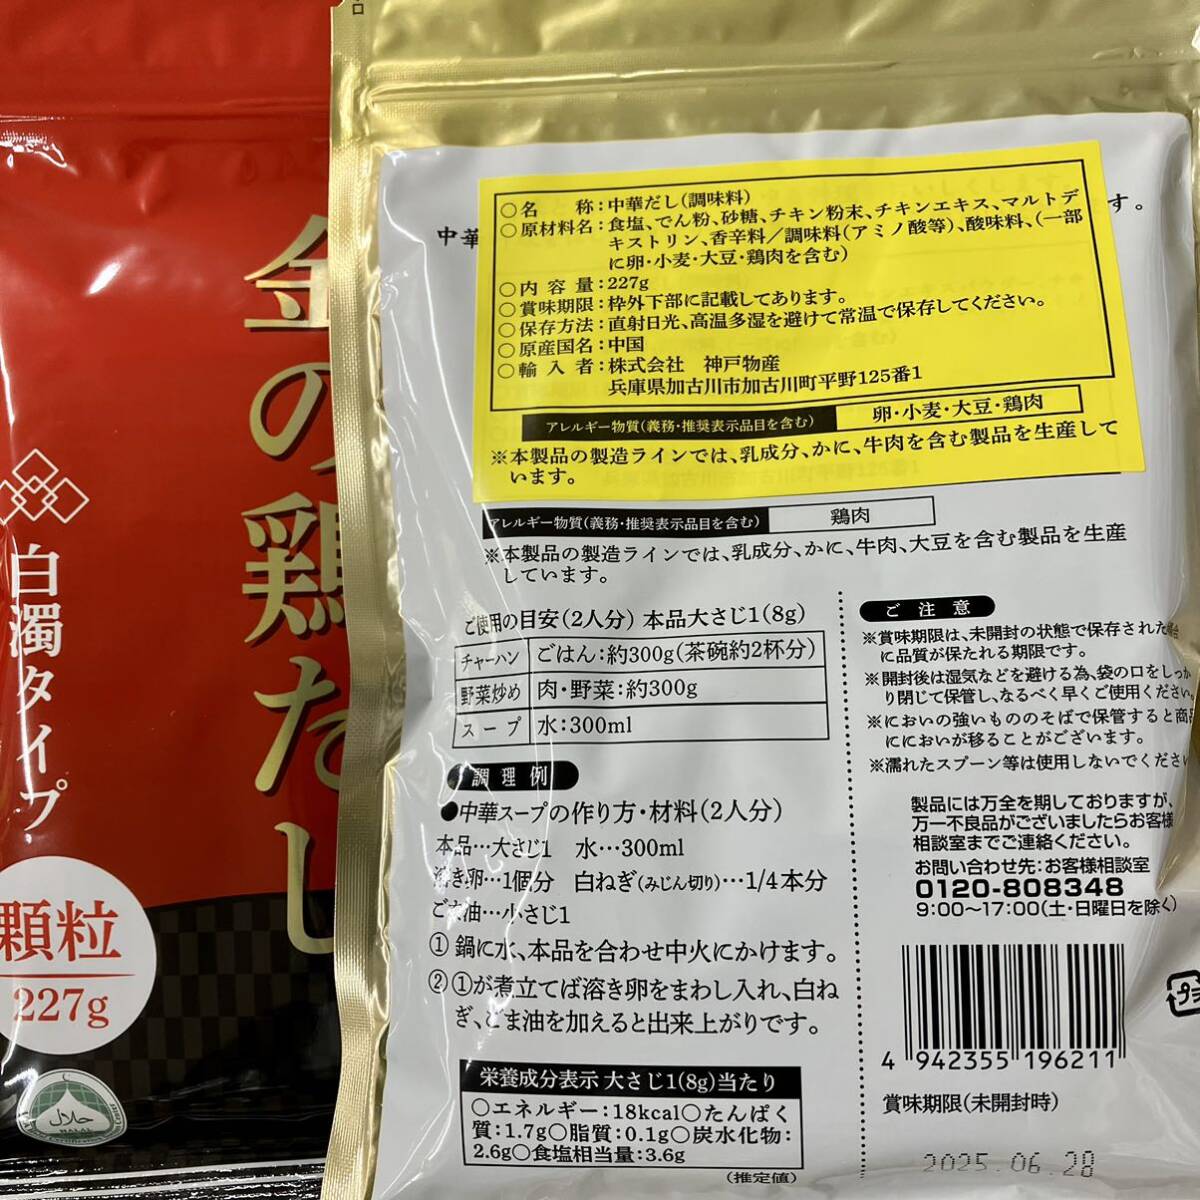 金の鶏だし
白濁タイプ
顆粒
227g
حلال
HALAL
中華
す。
○名　　称：中華だし(調味料)
○原材料名：食塩、でん粉、砂糖、チキン粉末、チキンエキス、マルトデ
キストリン、香辛料／調味料(アミノ酸等)、酸味料、(一部
に卵・小麦・大豆・鶏肉を含む)
○内 容 量：227g
○賞味期限：枠外下部に記載してあります。
○保存方法：直射日光、高温多湿を避けて常温で保存してください。
○原産国名：中国
○輸 入 者：株式会社　神戸物産
兵庫県加古川市加古川町平野125番1
アレルギー物質(義務・推奨表示品目を含む)　卵・小麦・大豆・鶏肉
※本製品の製造ラインでは、乳成分、かに、牛肉を含む製品を生産して
います。
アレルギー物質(義務・推奨表示品目を含む)　鶏肉
※本製品の製造ラインでは、乳成分、かに、牛肉、大豆を含む製品を生産
しています。
ご使用の目安(2人分) 本品大さじ1(8g)
チャーハン　ごはん：約300g(茶碗約2杯分)
野菜炒め　肉・野菜：約300g
スープ　水：300ml
調理例
●中華スープの作り方・材料(2人分)
本品…大さじ1　水…300ml
溶き卵…1個分　白ねぎ(みじん切り)…1/4本分
ごま油…小さじ1
① 鍋に水、本品を合わせ中火にかけます。
② ①が煮立てば溶き卵をまわし入れ、白ね
ぎ、ごま油を加えると出来上がりです。
栄養成分表示 大さじ1(8g)当たり
○エネルギー：18kcal○たんぱく
質：1.7g○脂質：0.1g○炭水化物：
2.6g○食塩相当量：3.6g
(推定値)
ご注意
※賞味期限は、未開封の状態で保存された場合
に品質が保たれる期限です。
※開封後は湿気などを避ける為、袋の口をしっか
り閉じて保管し、なるべく早くご使用ください
※においの強いもののそばで保管すると商品
ににおいが移ることがございます。
※濡れたスプーン等は使用しないでください
製品には万全を期しておりますが、
万一不良品がございましたらお客様
相談室までご連絡ください。
お問い合わせ先：お客様相談室
0120-808348
9:00〜17:00(土・日曜日を除く)
4 942355 196211
プラ
賞味期限(未開封時)
2025.06.28